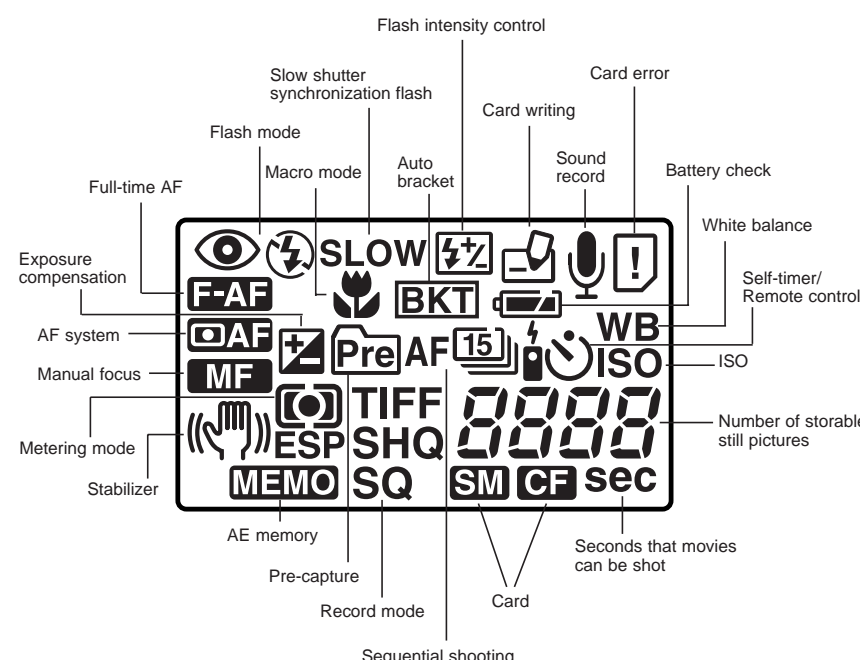 Flash intensity control
Slow shutter
synchronization flash
Card error
Card writing
Flash mode
Macro mode
Auto
bracket
Sound
record
Battery check
Full-time AF
White balance
Exposure
compensation
Self-timer/
Remote control
AF system
Manual focus
ISO
Metering mode
Number of storable
still pictures
Stabilizer
SLOW
F-AF
BKT
!
AF
WB
Pre
AF
15
ISO
MF
TIFF
8888
ESP
SHQ
MEMO
SQ
SM
CF
sec
AE memory
Seconds that movies
can be shot
Pre-capture
Card
Record mode
Sequential shooting